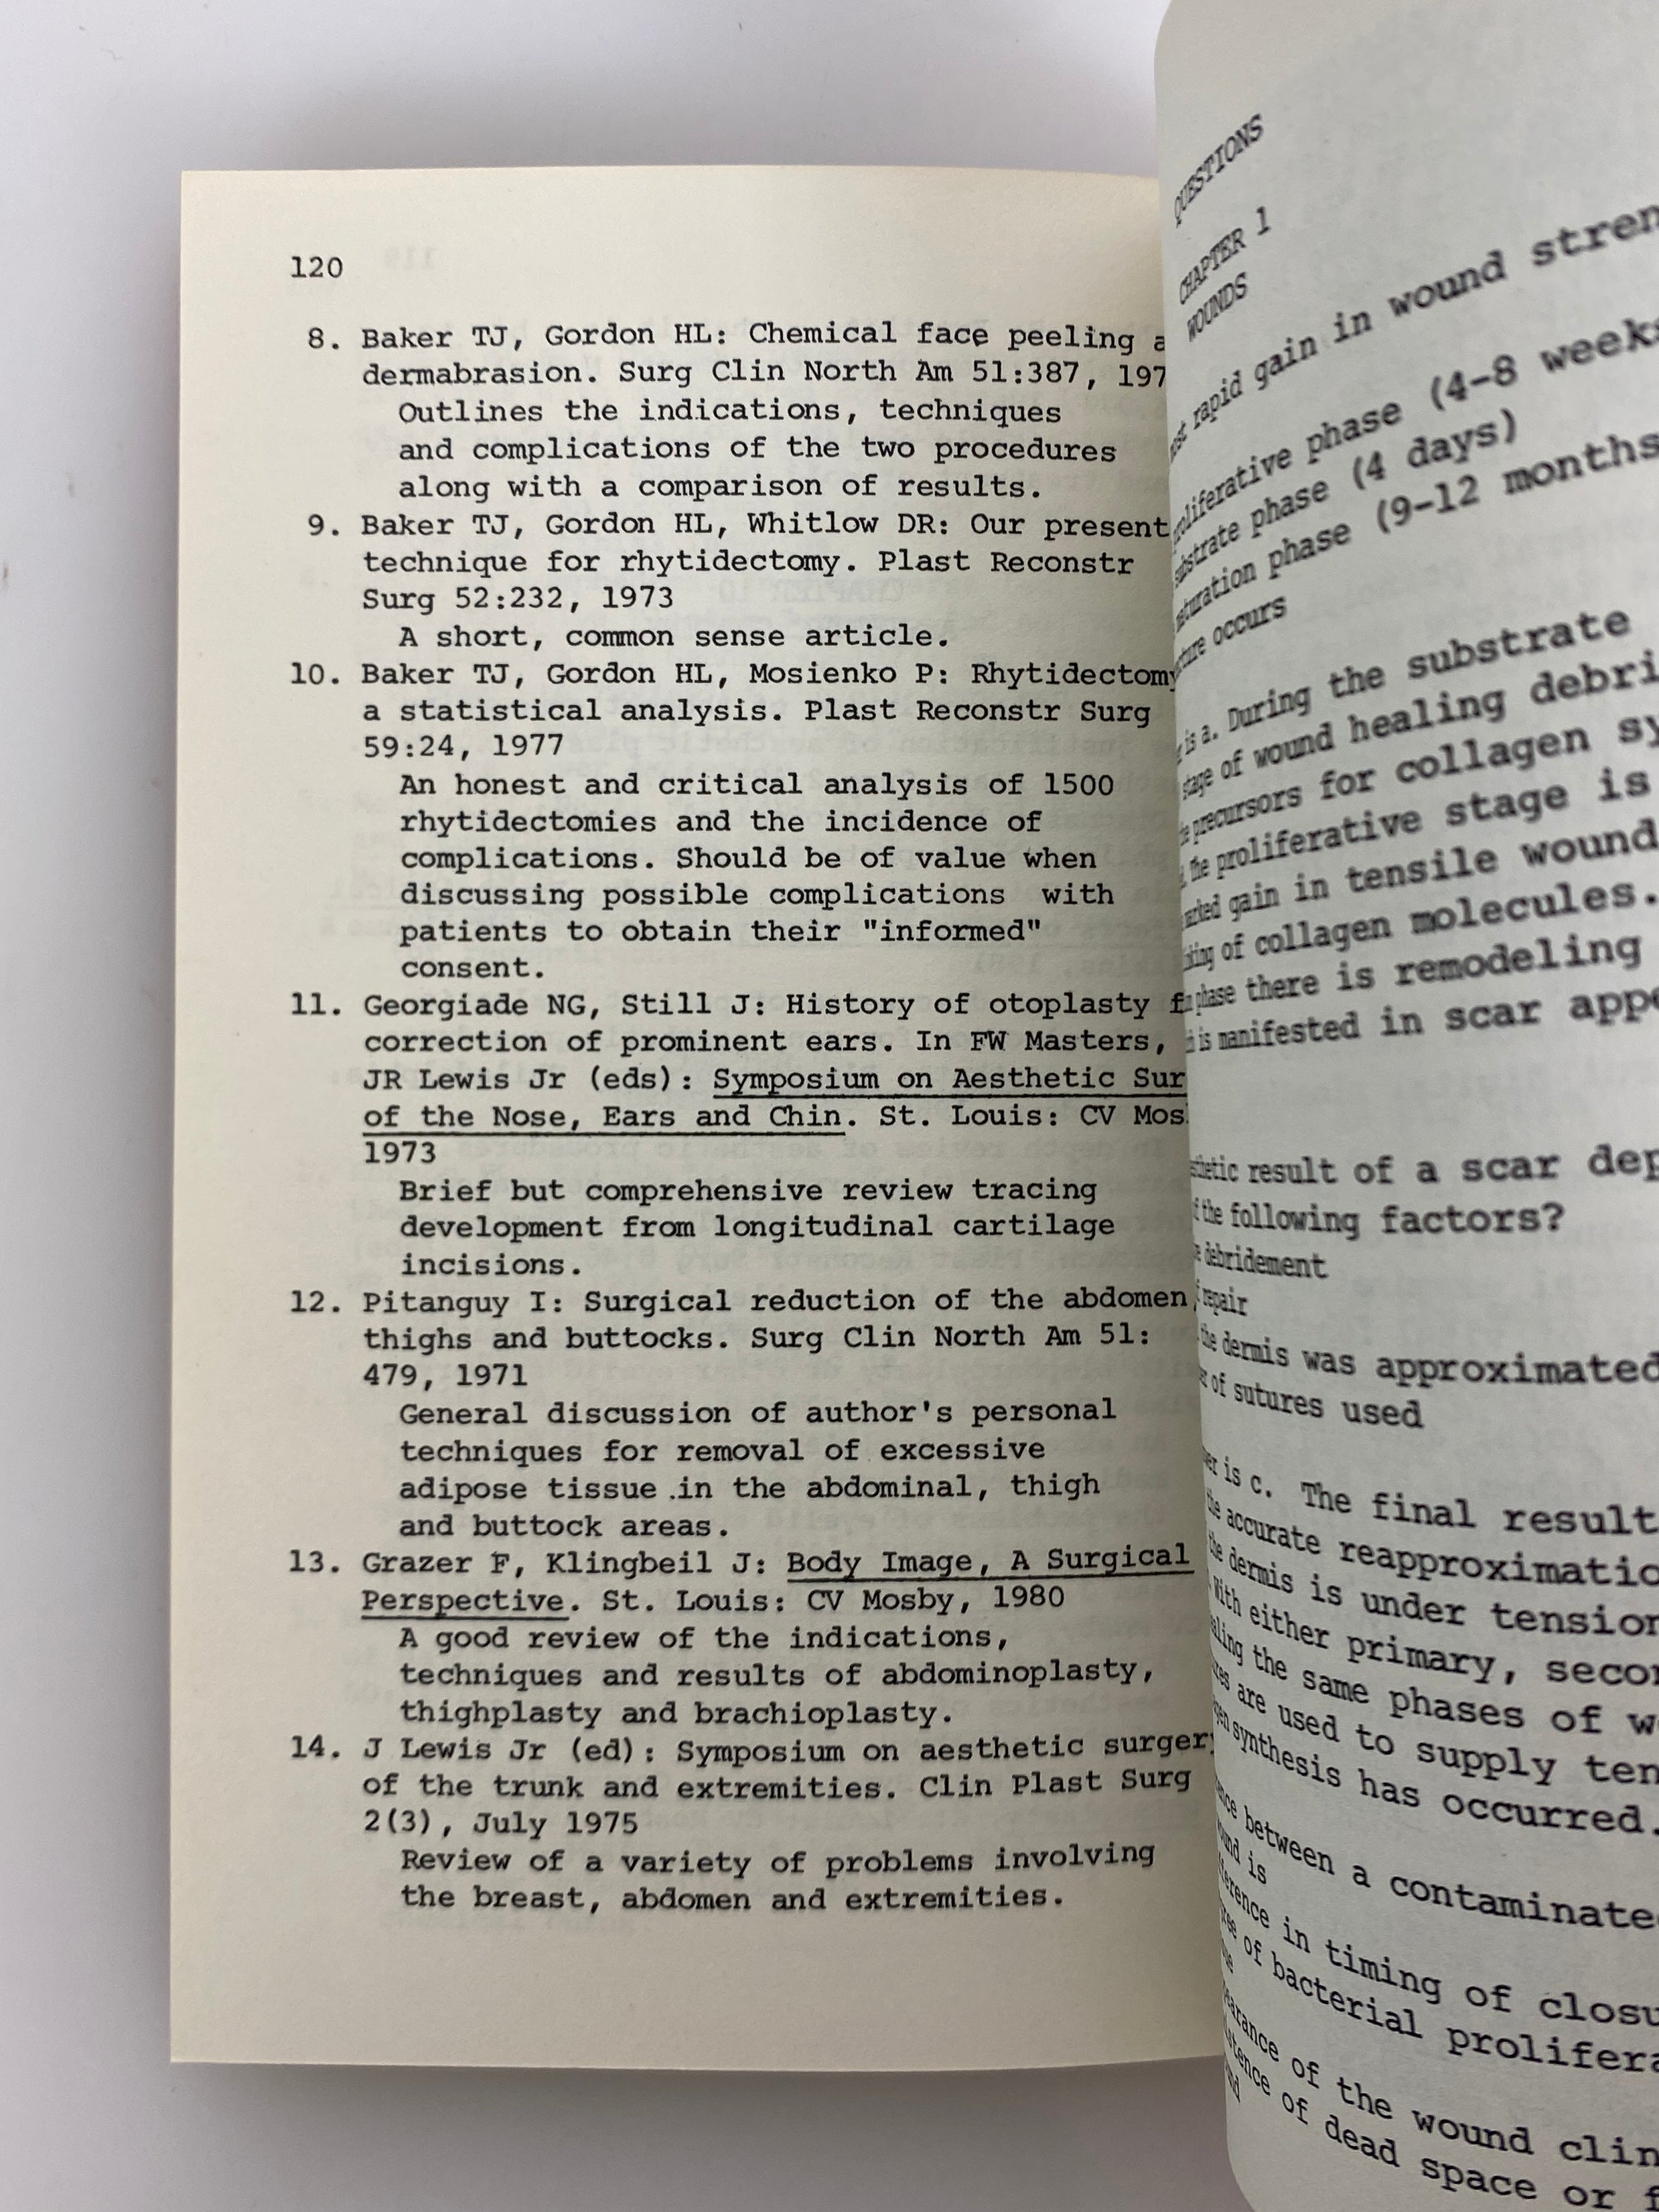 120
8. Baker TJ, Gordon HL: Chemical face peeling
dermabrasion. Surg Clin North Am 51:387,
Outlines the indications, techniques
and complications of the two procedures
along with a comparison of results.
9. Baker TJ, Gordon HL, Whitlow DR: Our present
technique for rhytidectomy. Plast Reconstr
Surg 52:232, 1973
A short, common sense article.
10. Baker TJ, Gordon HL, Mosienko P: Rhytidectomy
a statistical analysis. Plast Reconstr Surg
59:24, 1977
An honest and critical analysis of 1500
rhytidectomies and the incidence of
complications. Should be of value when
discussing possible complications with
patients to obtain their "informed"
consent.
11. Georgiade NG, Still J: History of otoplasty
correction of prominent ears. In FW Masters,
JR Lewis Jr (eds): Symposium on Aesthetic Sur
of the Nose, Ears and Chin. St. Louis: CV Mos
1973
Brief but comprehensive review tracing
development from longitudinal cartilage
incisions.
12. Pitanguy I: Surgical reduction of the abdomen,
thighs and buttocks. Surg Clin North Am 51:
479, 1971
General discussion of author's personal
techniques for removal of excessive
adipose tissue .in the abdominal, thigh
and buttock areas.
13. Grazer F, Klingbeil J: Body Image, A Surgical
Perspective. St. Louis: CV Mosby, 1980
A good review of the indications,
techniques and results of abdominoplasty,
thighplasty and brachioplasty.
14. J Lewis Jr (ed): Symposium on aesthetic surgery
of the trunk and extremities. Clin Plast Surg
2(3), July 1975
Review of a variety of problems involving
the breast, abdomen and extremities.
QUESTIONS
CHAPTER 1
WOUNDS
rapid gain in wound stren
proliferative phase (4-8 weeks
substrate phase (4 days)
maturation phase (9-12 months
occurs
is a. During the substrate
stage of wound healing debri
precursors for collagen sy
the proliferative stage is
gain in tensile wound
of collagen molecules.
phase there is remodeling
is manifested in scar appe
result of a scar dep
of the following factors?
debridement
repair
the dermis was approximated
of sutures used
is c. The final result
the accurate reapproximatio
the dermis is under tension
With either primary, secon
the same phases of w
are used to supply ten
synthesis has occurred.
between a contaminated
is
in timing of closu
of bacterial prolifera
of the wound clin
of dead space or f